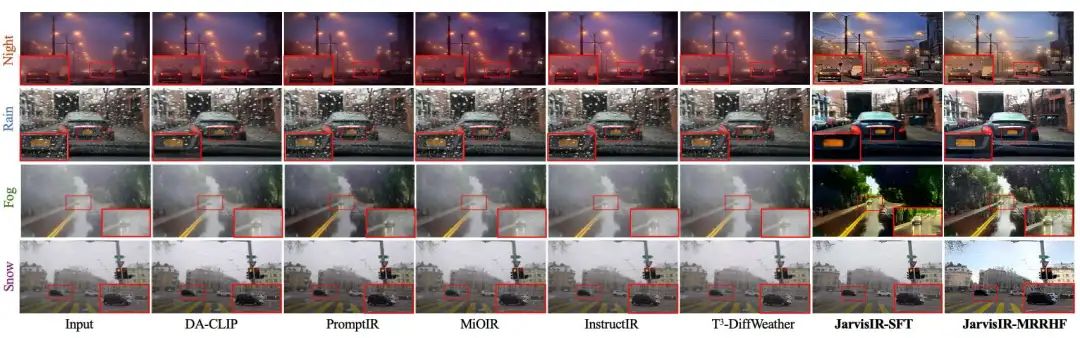 Night
Rain
Fog
Snow
Input DA-CLIP PromptIR MiOIR InstructIR T³-DiffWeather JarvisIR-SFT JarvisIR-MRRHF